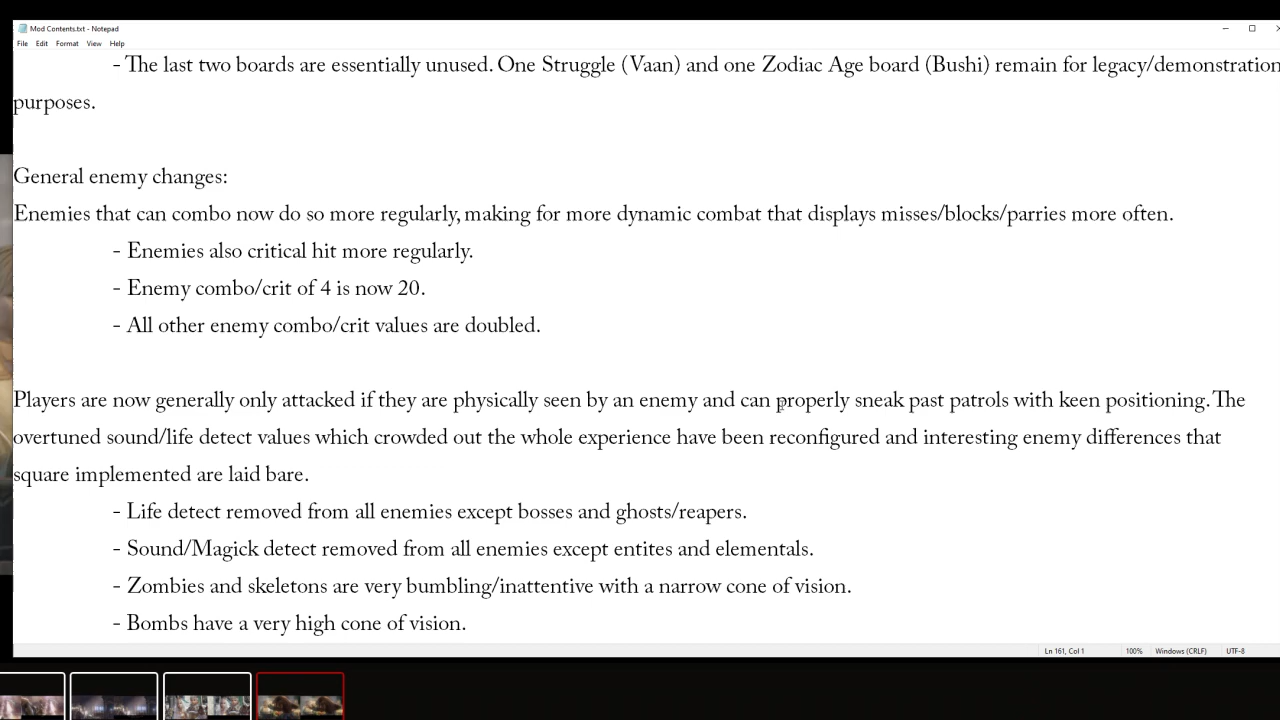 Mod Contents.txt - Notepad
File Edit Format View Help
- The last two boards are essentially unused. One Struggle (Vaan) and one Zodiac Age board (Bushi) remain for legacy/demonstration
purposes.
General enemy changes:
Enemies that can combo now do so more regularly, making for more dynamic combat that displays misses/blocks/parries more often.
- Enemies also critical hit more regularly.
- Enemy combo/crit of 4 is now 20.
- All other enemy combo/crit values are doubled.
Players are now generally only attacked if they are physically seen by an enemy and can properly sneak past patrols with keen positioning. The
overtuned sound/life detect values which crowded out the whole experience have been reconfigured and interesting enemy differences that
square implemented are laid bare.
- Life detect removed from all enemies except bosses and ghosts/reapers.
- Sound/Magick detect removed from all enemies except entites and elementals.
- Zombies and skeletons are very bumbling/inattentive with a narrow cone of vision.
- Bombs have a very high cone of vision.
Ln 161, Col 1 100% Windows (CRLF) UTF-8